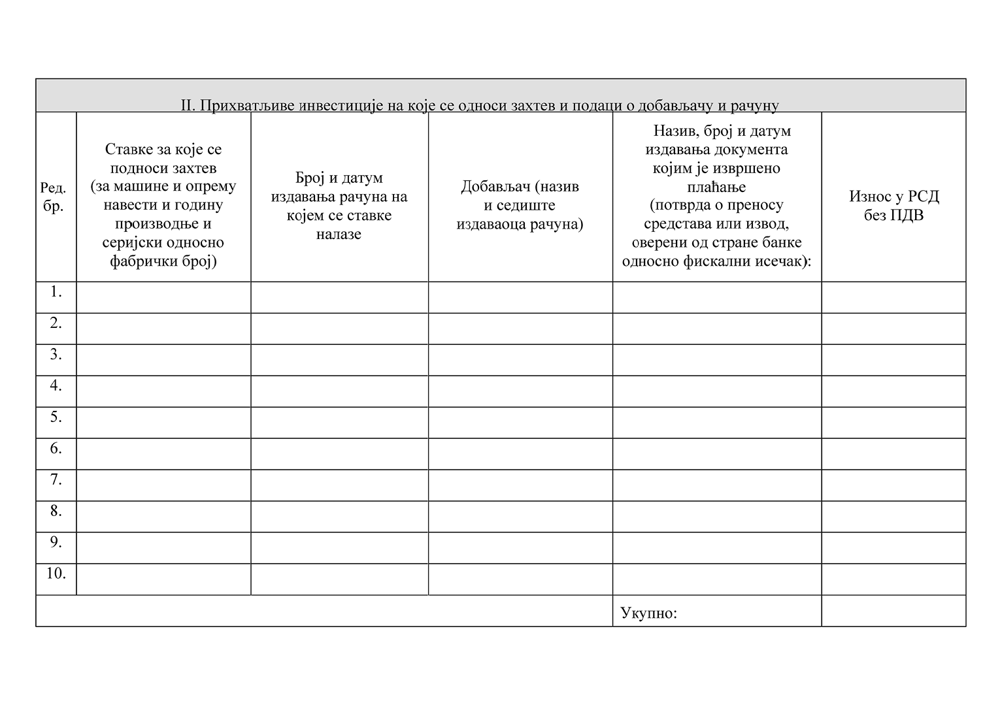 II. Прихватљиве инвестиције на које се односи захтев и подаци о добављачу и рачуну
Ред.
бр.
Ставке за које се
подноси захтев
(за машине и опрему
навести и годину
производње и
серијски односно
фабрички број)
Број и датум
издавања рачуна на
којем се ставке
налазе
Добављач (назив
и седиште
издаваоца рачуна)
Назив, број и датум
издавања документа
којим је извршено
плаћање
(потврда о преносу
средстава или извод,
оверени од стране банке
односно фискални исечак):
Износ у РСД
без ПДВ
1.
2.
3.
4.
5.
6.
7.
8.
9.
10.
Укупно: